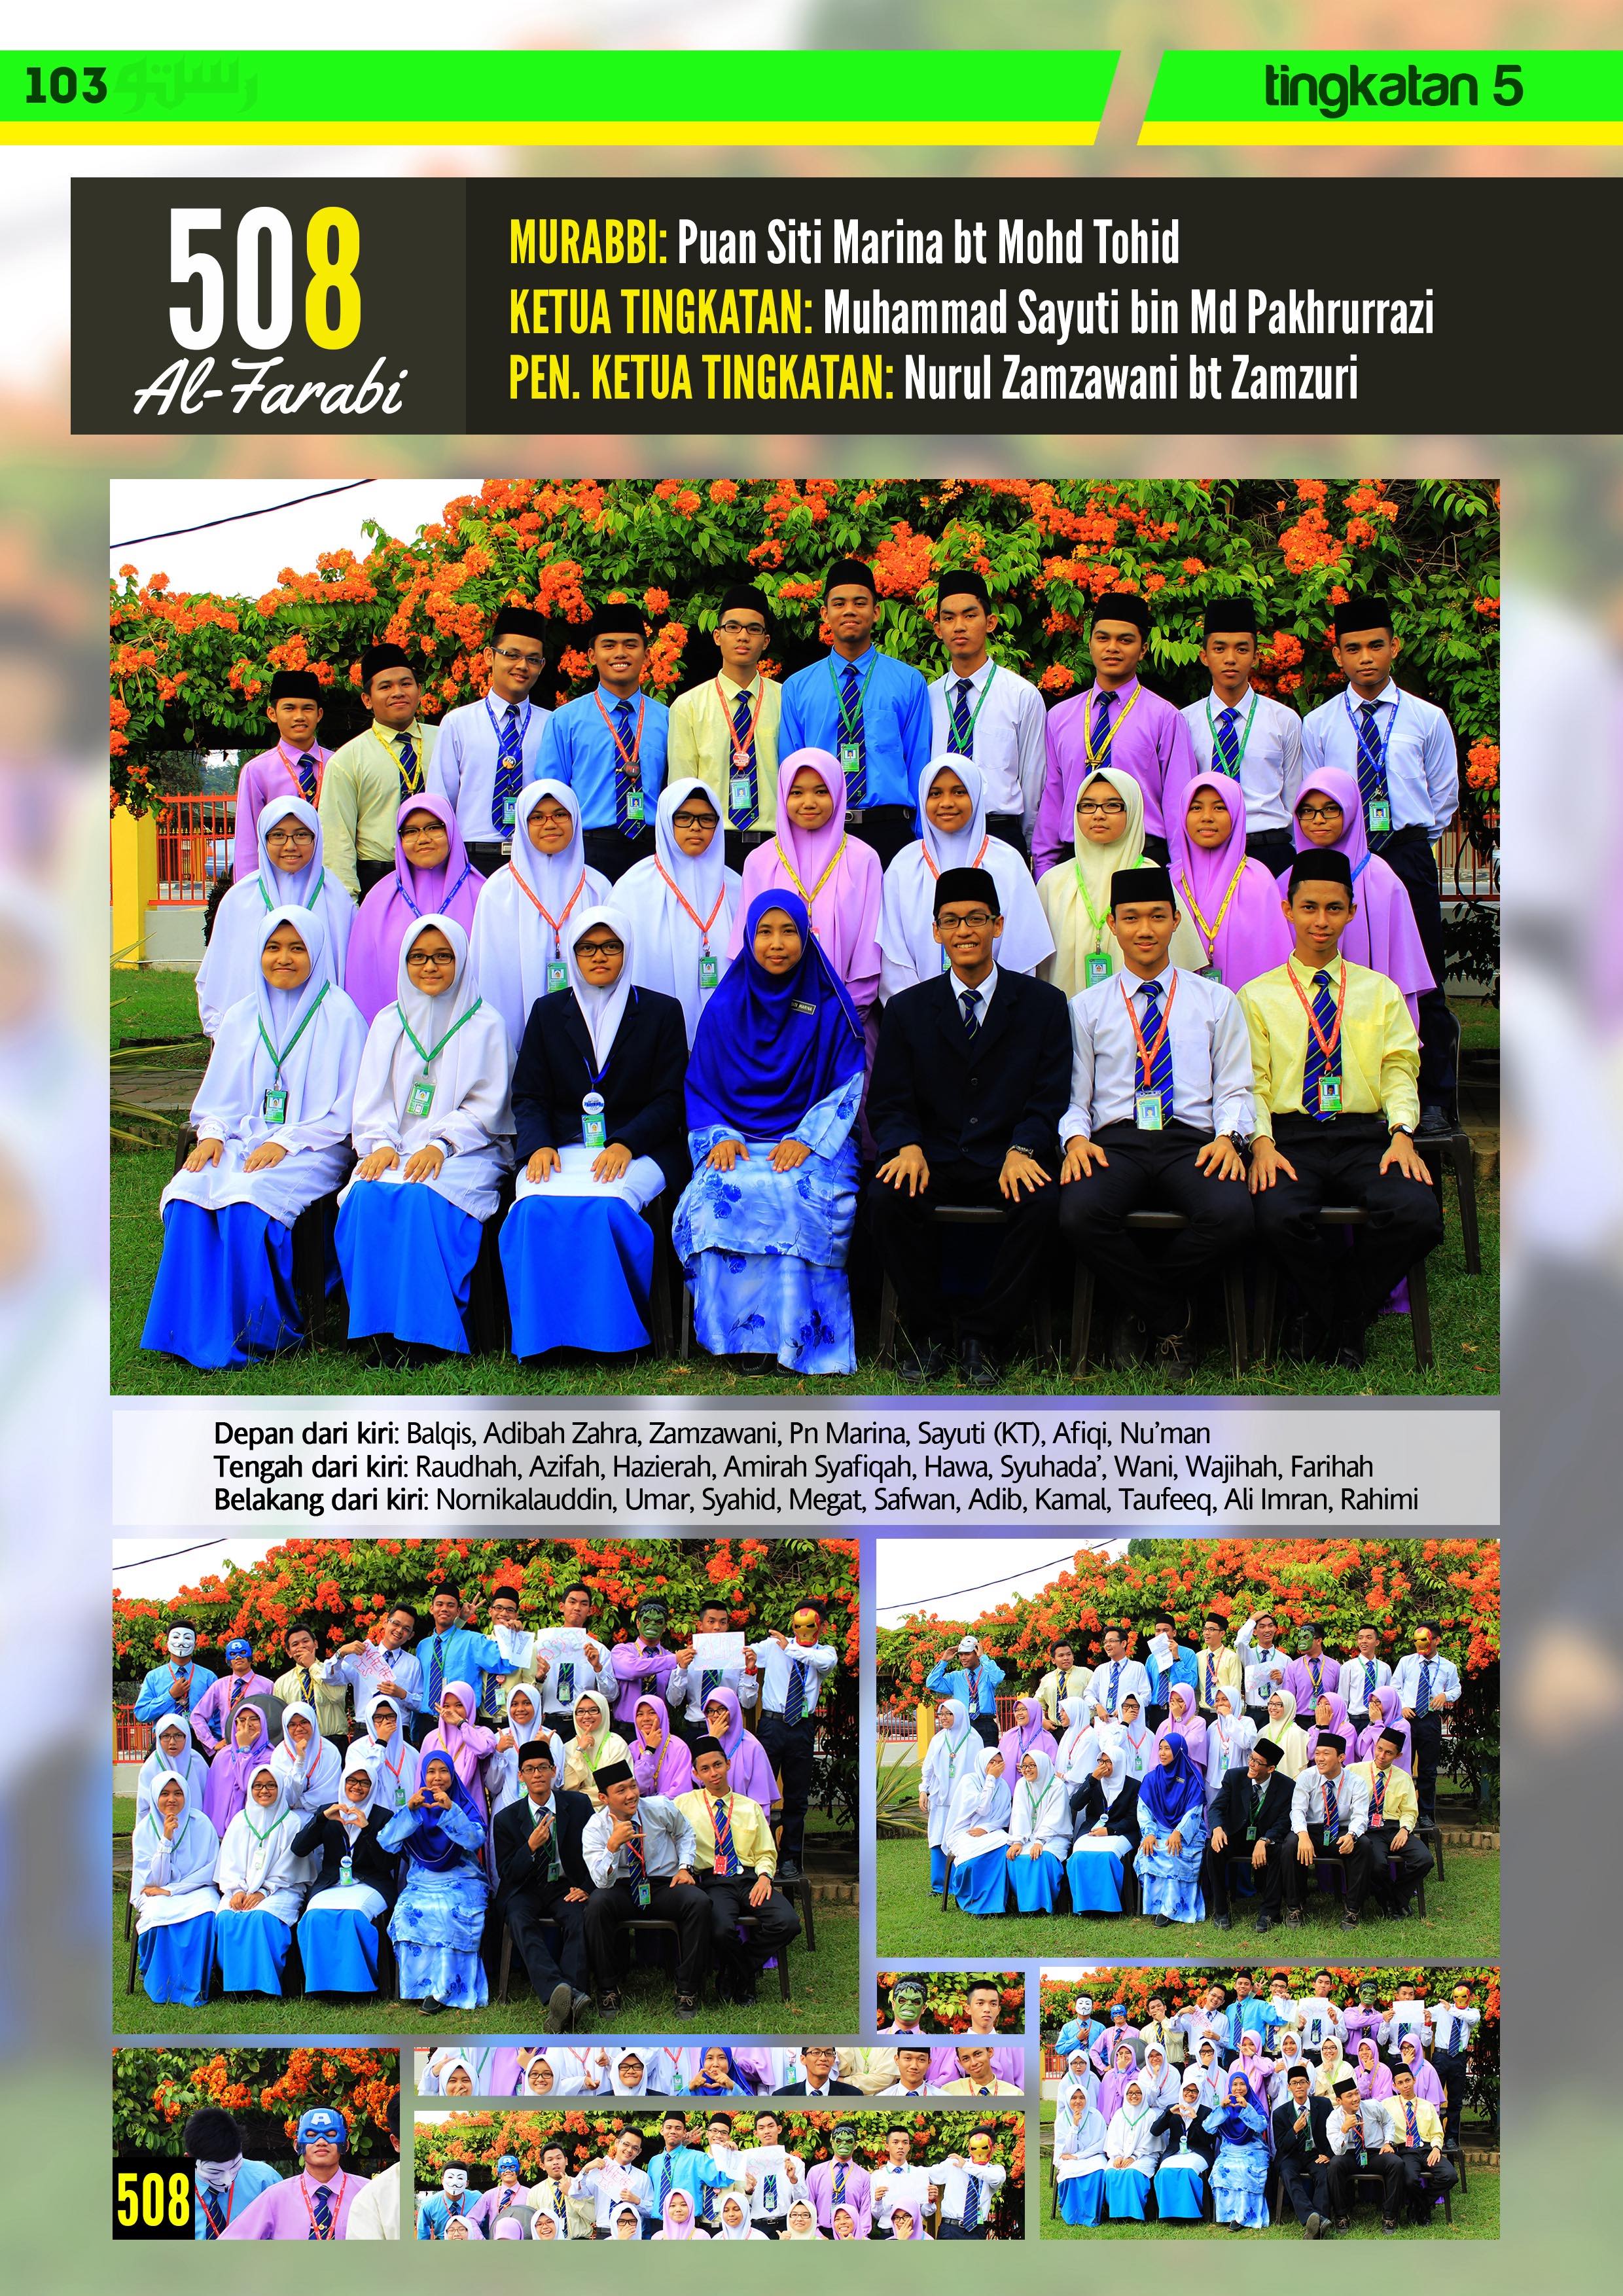 103 رستو
tingkatan 5
508
Al-Farabi
MURABBI: Puan Siti Marina bt Mohd Tohid
KETUA TINGKATAN: Muhammad Sayuti bin Md Pakhrurrazi
PEN. KETUA TINGKATAN: Nurul Zamzawani bt Zamzuri
Depan dari kiri: Balqis, Adibah Zahra, Zamzawani, Pn Marina, Sayuti (KT), Afiqi, Nu’man
Tengah dari kiri: Raudhah, Azifah, Hazierah, Amirah Syafiqah, Hawa, Syuhada’, Wani, Wajihah, Farihah
Belakang dari kiri: Nornikalauddin, Umar, Syahid, Megat, Safwan, Adib, Kamal, Taufeeq, Ali Imran, Rahimi
508